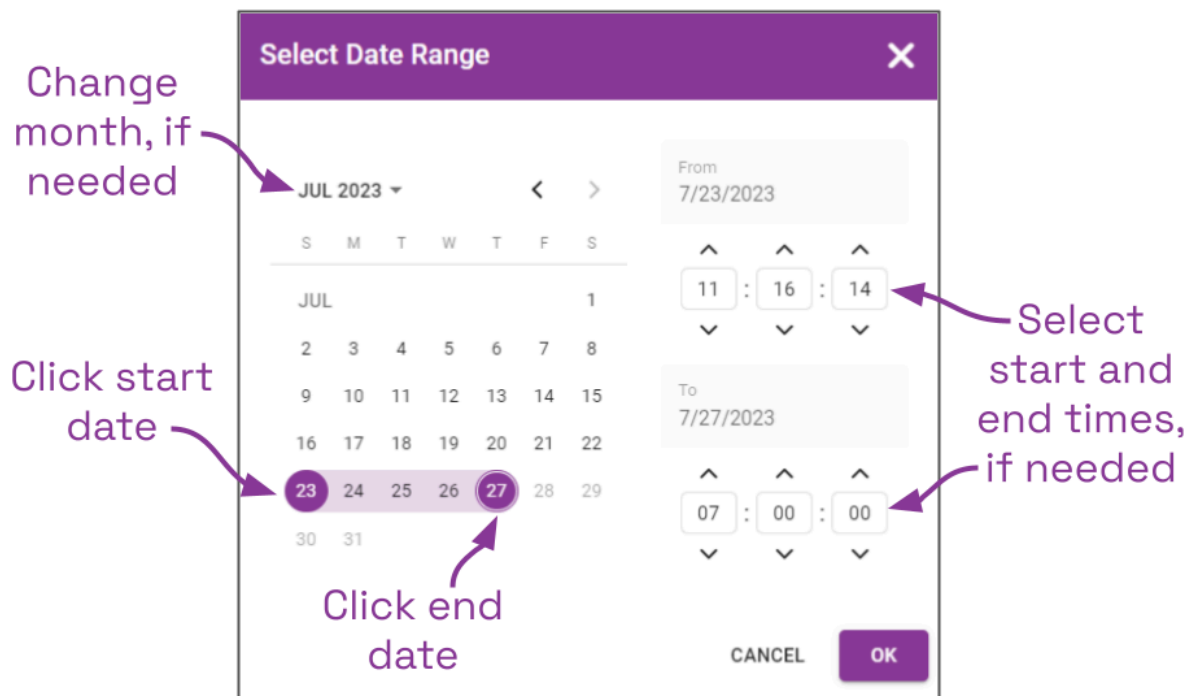 Select Date Range
Change
month, if
needed
JUL 2023
S M T W T F S
JUL 1
2 3 4 5 6 7 8
9 10 11 12 13 14 15
16 17 18 19 20 21 22
23 24 25 26 27 28 29
30 31
Click start
date
Click end
date
From
7/23/2023
11 : 16 : 14
To
7/27/2023
07 : 00 : 00
Select
start and
end times,
if needed
CANCEL OK